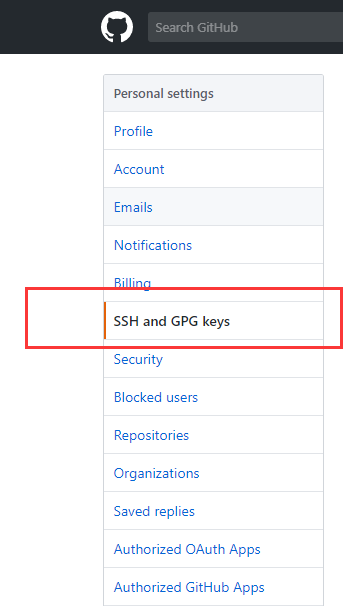 Search GitHub
Personal settings
Profile
Account
Emails
Notifications
Billing
SSH and GPG keys
Security
Blocked users
Repositories
Organizations
Saved replies
Authorized OAuth Apps
Authorized GitHub Apps